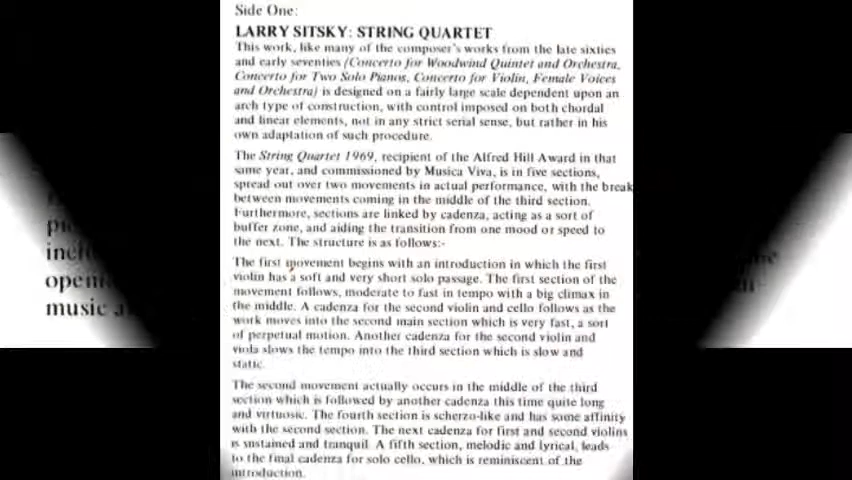 Side One:
LARRY SITSKY: STRING QUARTET
This work, like many of the composer's works from the late sixties
and early seventies (Concerto for Woodwind Quintet and Orchestra,
Concerto for Two Solo Pianos, Concerto for Violin, Female Voices
and Orchestra) is designed on a fairly large scale dependent upon an
arch type of construction, with control imposed on both chordal
and linear elements, not in any strict serial sense, but rather in his
own adaptation of such procedure.
The String Quartet 1969, recipient of the Alfred Hill Award in that
same year, and commissioned by Musica Viva, is in five sections,
spread out over two movements in actual performance, with the break
between movements coming in the middle of the third section.
Furthermore, sections are linked by cadenza, acting as a sort of
buffer zone, and aiding the transition from one mood or speed to
the next. The structure is as follows:-
The first movement begins with an introduction in which the first
violin has a soft and very short solo passage. The first section of the
movement follows, moderate to fast in tempo with a big climax in
the middle. A cadenza for the second violin and cello follows as the
work moves into the second main section which is very fast, a sort
of perpetual motion. Another cadenza for the second violin and
viola slows the tempo into the third section which is slow and
static.
The second movement actually occurs in the middle of the third
section which is followed by another cadenza this time quite long
and virtuosic. The fourth section is scherzo-like and has some affinity
with the second section. The next cadenza for first and second violins
is sustained and tranquil. A fifth section, melodic and lyrical, leads
to the final cadenza for solo cello, which is reminiscent of the
introduction.
music